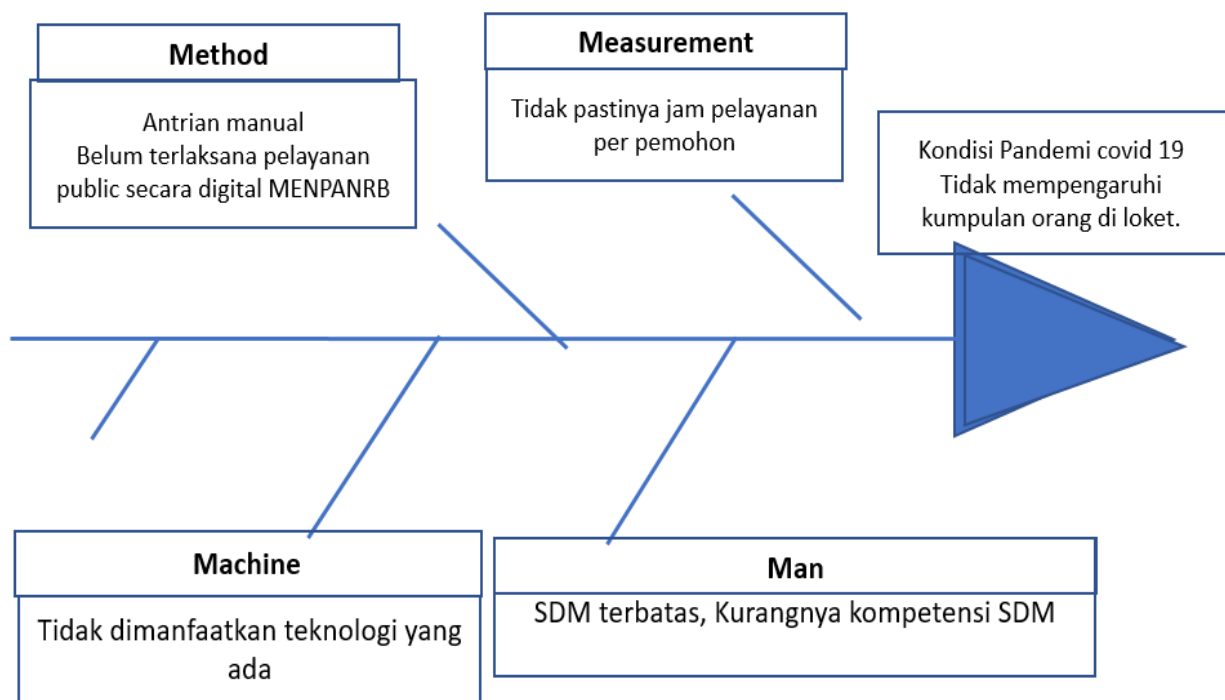 Method
Antrian manual
Belum terlaksana pelayanan
public secara digital MENPANRB
Measurement
Tidak pastinya jam pelayanan
per pemohon
Kondisi Pandemi covid 19
Tidak mempengaruhi
kumpulan orang di loket.
Machine
Tidak dimanfaatkan teknologi yang
ada
Man
SDM terbatas, Kurangnya kompetensi SDM